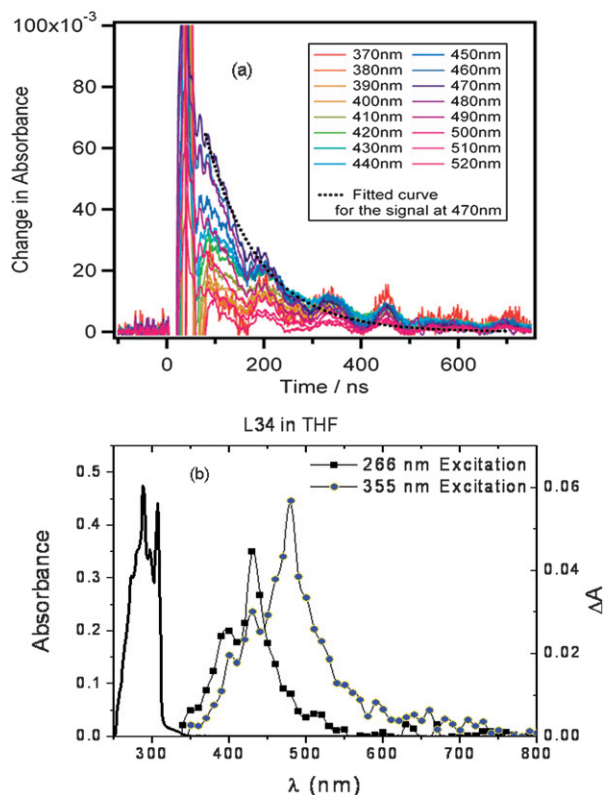 100x10-3
80
60
40
20
0
Change in Absorbance
(a)
370nm 450nm
380nm 460nm
390nm 470nm
400nm 480nm
410nm 490nm
420nm 500nm
430nm 510nm
440nm 520nm
Fitted curve
for the signal at 470nm
0 200 400 600
Time / ns
L34 in THF
(b)
266 nm Excitation
355 nm Excitation
0.5
0.4
0.3
0.2
0.1
0.0
Absorbance
0.06
0.04
0.02
0.00
ΔA
300 400 500 600 700 800
λ (nm)